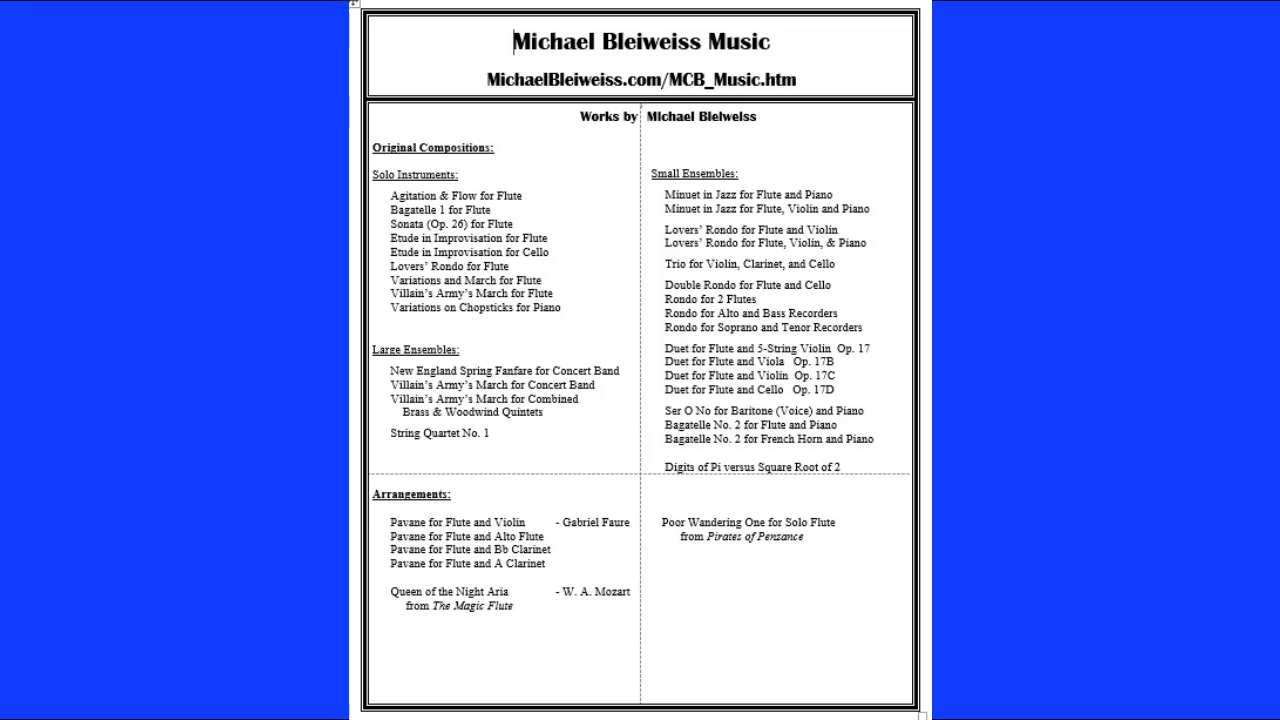 Michael Bleiweiss Music
MichaelBleiweiss.com/MCB_Music.htm
Works by Michael Bleiweiss
Original Compositions:
Solo Instruments:
Agitation & Flow for Flute
Bagatelle 1 for Flute
Sonata (Op. 26) for Flute
Etude in Improvisation for Flute
Etude in Improvisation for Cello
Lovers' Rondo for Flute
Variations and March for Flute
Villain's Army's March for Flute
Variations on Chopsticks for Piano
Large Ensembles:
New England Spring Fanfare for Concert Band
Villain's Army's March for Concert Band
Villain's Army's March for Combined
Brass & Woodwind Quintets
String Quartet No. 1
Small Ensembles:
Minuet in Jazz for Flute and Piano
Minuet in Jazz for Flute, Violin and Piano
Lovers' Rondo for Flute and Violin
Lovers' Rondo for Flute, Violin, & Piano
Trio for Violin, Clarinet, and Cello
Double Rondo for Flute and Cello
Rondo for 2 Flutes
Rondo for Alto and Bass Recorders
Rondo for Soprano and Tenor Recorders
Duet for Flute and 5-String Violin Op. 17
Duet for Flute and Viola Op. 17B
Duet for Flute and Violin Op. 17C
Duet for Flute and Cello Op. 17D
Ser O No for Baritone (Voice) and Piano
Bagatelle No. 2 for Flute and Piano
Bagatelle No. 2 for French Horn and Piano
Digits of Pi versus Square Root of 2
Arrangements:
Pavane for Flute and Violin - Gabriel Faure
Pavane for Flute and Alto Flute
Pavane for Flute and Bb Clarinet
Pavane for Flute and A Clarinet
Queen of the Night Aria - W. A. Mozart
from The Magic Flute
Poor Wandering One for Solo Flute
from Pirates of Penzance